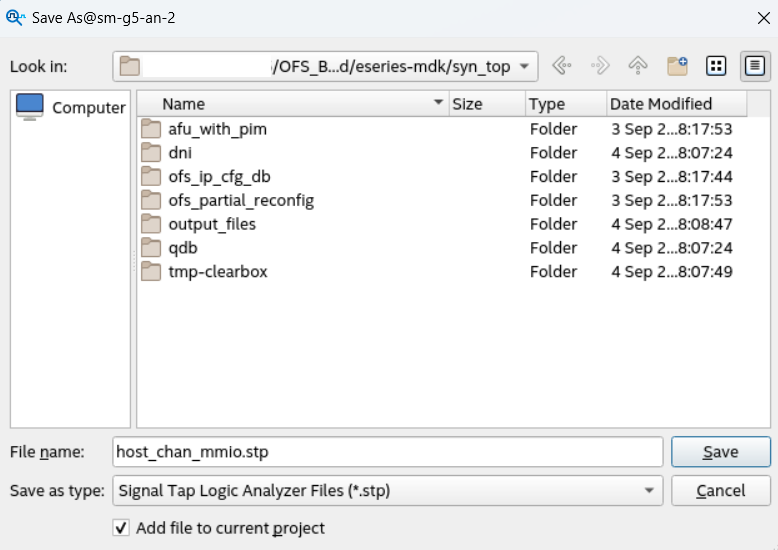 Save As@sm-g5-an-2
Look in: /OFS_B...d/eseries-mdk/syn_top
Computer
Name Size Type Date Modified
afu_with_pim Folder 3 Sep 2...8:17:53
dni Folder 4 Sep 2...8:07:24
ofs_ip_cfg_db Folder 3 Sep 2...8:17:44
ofs_partial_reconfig Folder 3 Sep 2...8:17:53
output_files Folder 4 Sep 2...8:08:47
qdb Folder 4 Sep 2...8:07:24
tmp-clearbox Folder 4 Sep 2...8:07:49
File name: host_chan_mmio.stp Save
Save as type: Signal Tap Logic Analyzer Files (*.stp) Cancel
Add file to current project